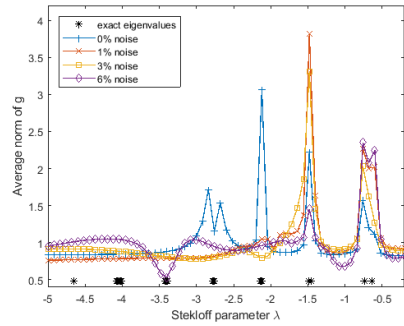 4
3.5
3
2.5
2
1.5
1
0.5
Average norm of g
exact eigenvalues
0% noise
1% noise
3% noise
6% noise
-5 -4.5 -4 -3.5 -3 -2.5 -2 -1.5 -1 -0.5
Stekloff parameter λ